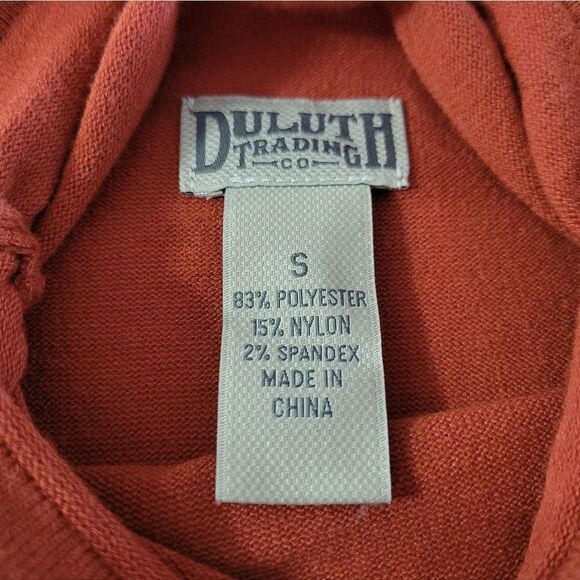 DULUTH
TRADING
CO
S
83% POLYESTER
15% NYLON
2% SPANDEX
MADE IN
CHINA